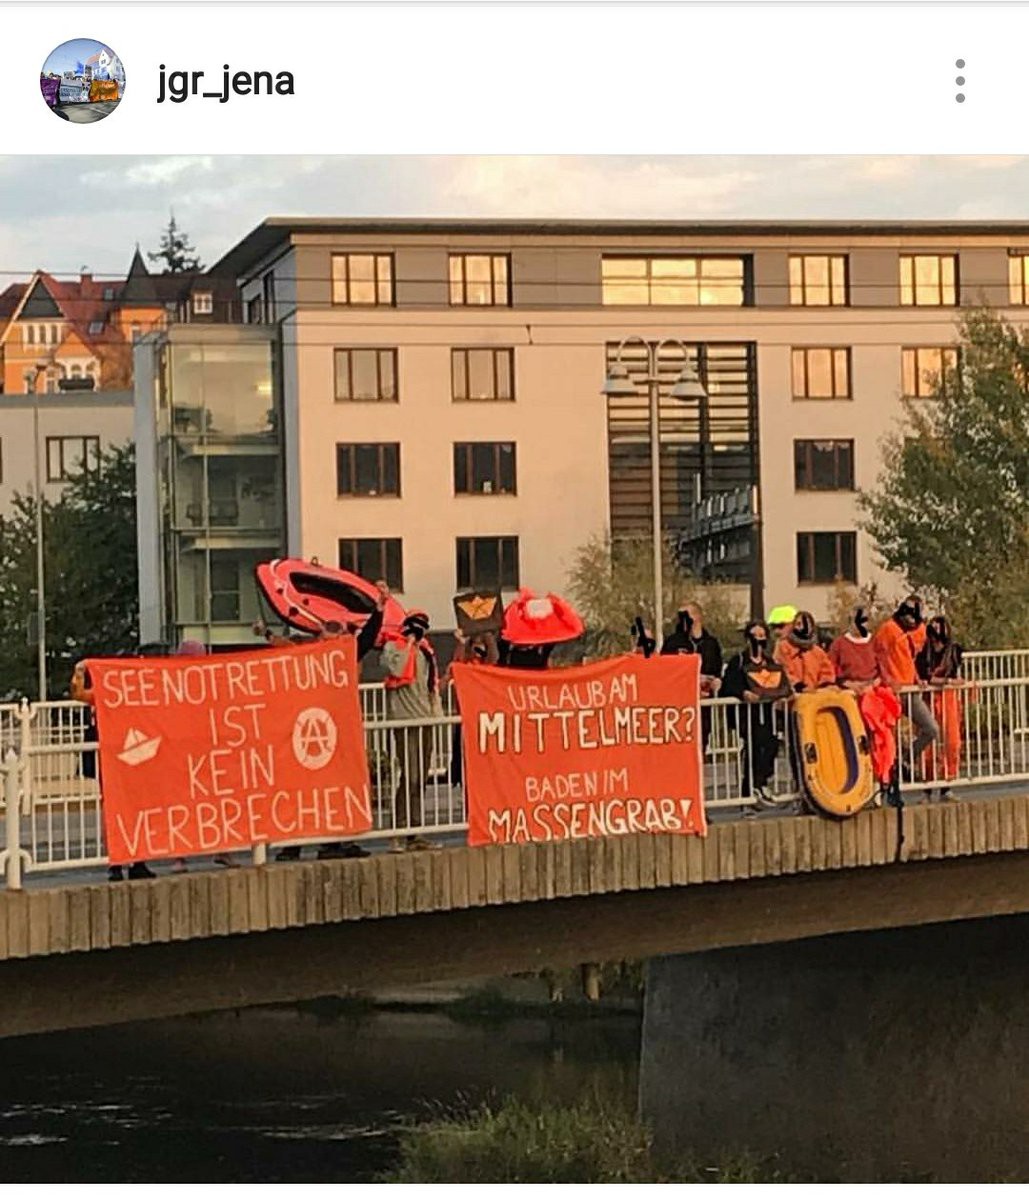 jgr_jena
SEENOTRETTUNG
IST
KEIN
VERBRECHEN
URLAUB AM
MITTELMEER?
BADEN IM
MASSENGRAB!